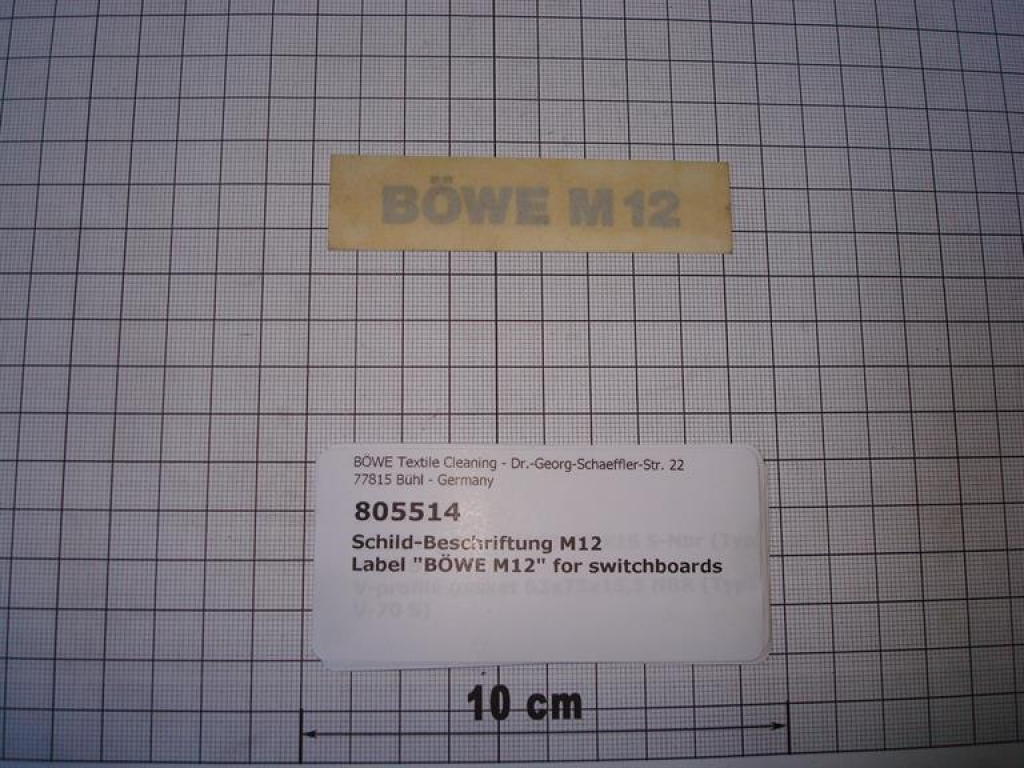 BÖWE M12
BÖWE Textile Cleaning - Dr.-Georg-Schaeffler-Str. 22
77815 Bühl - Germany
805514
Schild-Beschriftung M12
Label "BÖWE M12" for switchboards
V-70 S)
10 cm